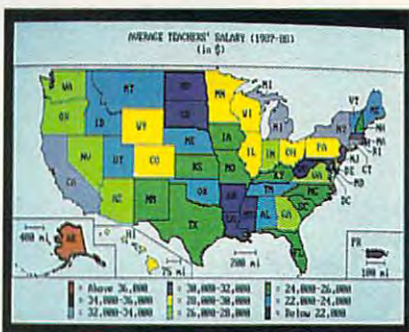 AVERAGE TEACHERS' SALARY (1987-88)
(in $)
WA
MT
ND
MN
VT
ME
OR
ID
SD
WI
MI
NY
NH
MA
RI
CT
WY
NE
IA
IL
IN
OH
PA
NJ
DE
MD
DC
NV
UT
CO
KS
MO
KY
CA
AZ
NM
OK
TN
NC
SC
TX
LA
AL
GA
FL
AK
HI
PR
400 mi
75 mi
200 mi
100 mi
= Above 36,000
= 34,000-36,000
= 32,000-34,000
= 30,000-32,000
= 28,000-30,000
= 26,000-28,000
= 24,000-26,000
= 22,000-24,000
= Below 22,000